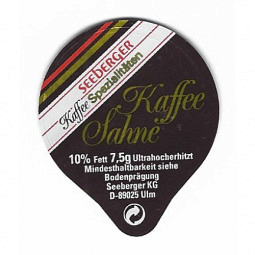 SEEBERGER
Kaffee Spezialitäten
Kaffee
Sahne
10% Fett 7,5g Ultrahocherhitzt
Mindesthaltbarkeit siehe
Bodenprägung
Seeberger KG
D-89025 Ulm